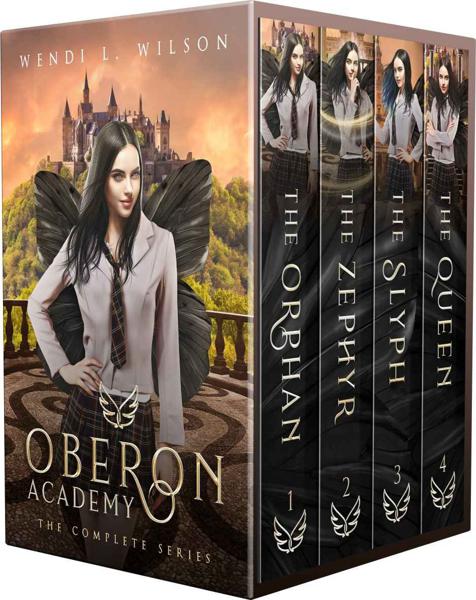 WENDI L. WILSON
OBERON
ACADEMY
THE COMPLETE SERIES
THE ORPHAN
1
THE ZEPHYR
2
THE SLYPH
3
THE QUEEN
4